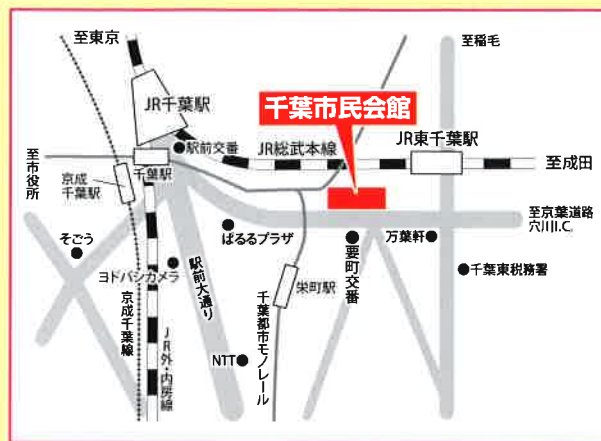 至東京
至稲毛
JR千葉駅
千葉市民会館
駅前交番
JR総武本線
JR東千葉駅
至成田
至市役所
千葉駅
京成
千葉駅
至京葉道路
穴川I.C.
そごう
ぱるるプラザ
万葉軒
要町交番
千葉東税務署
ヨドバシカメラ
駅前大通り
栄町駅
京成千葉線
JR外・内房線
NTT
千葉都市モノレール